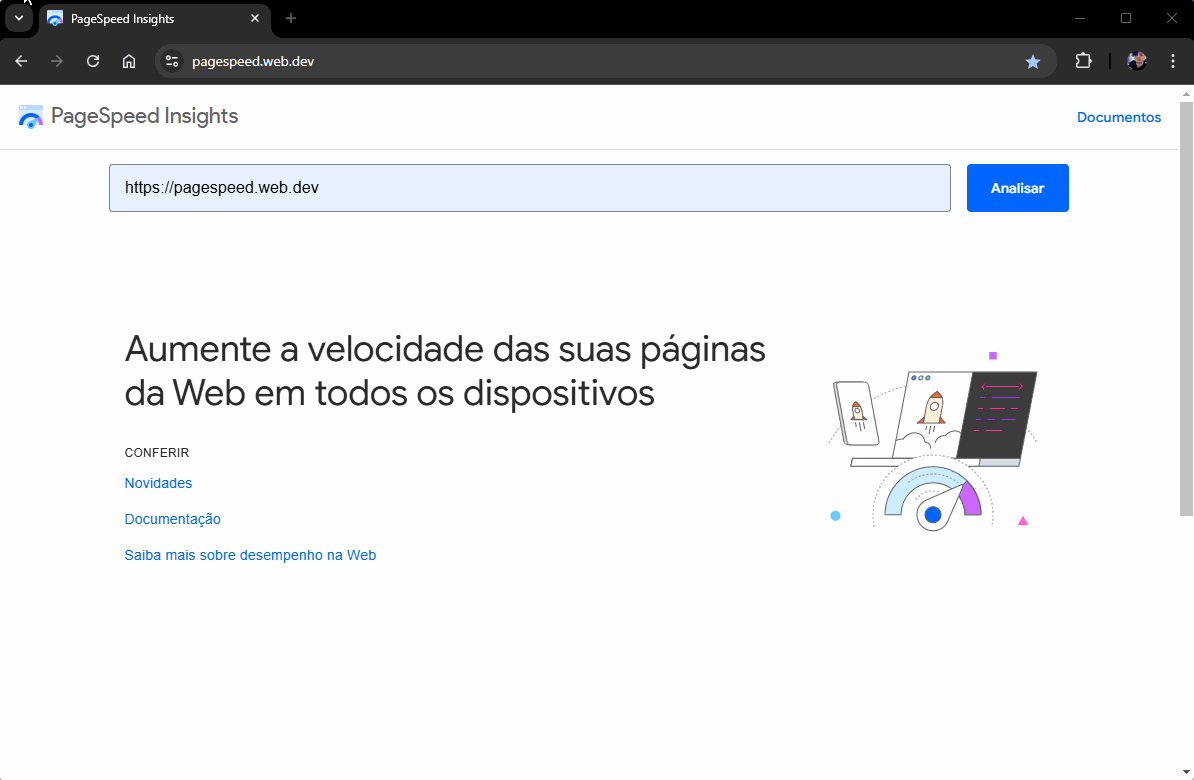 PageSpeed Insights
pagespeed.web.dev
PageSpeed Insights
Documentos
https://pagespeed.web.dev
Analisar
Aumente a velocidade das suas páginas
da Web em todos os dispositivos
CONFERIR
Novidades
Documentação
Saiba mais sobre desempenho na Web